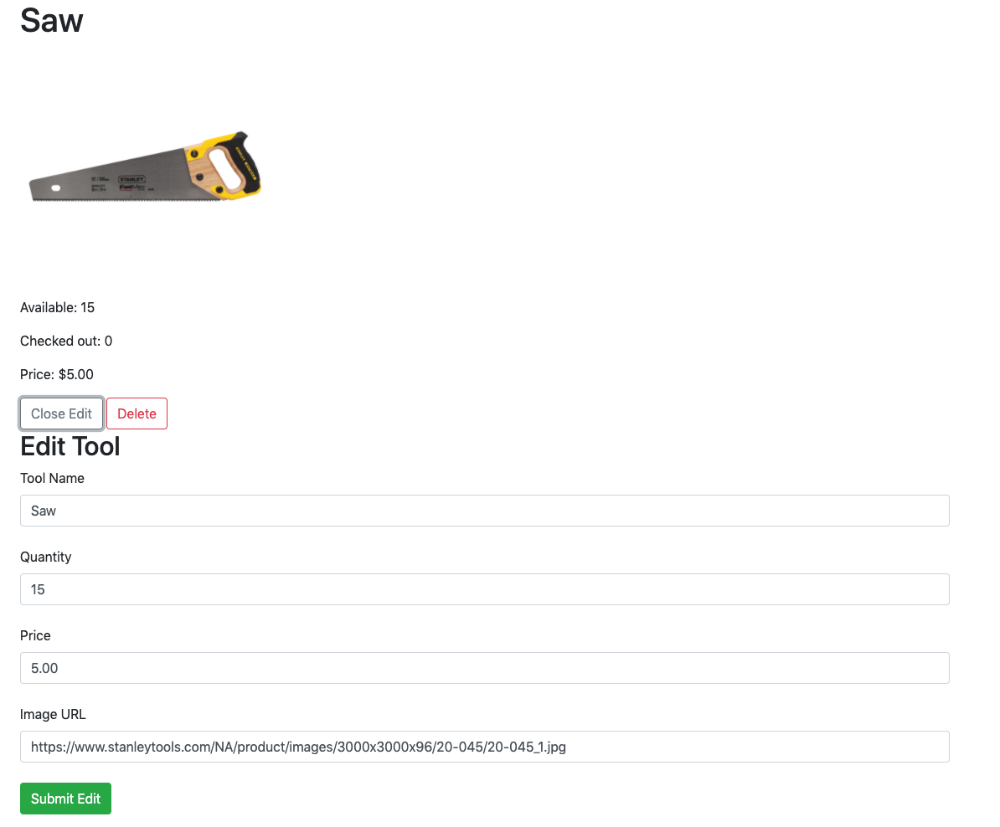 Saw
STANLEY
Available: 15
Checked out: 0
Price: $5.00
Close Edit Delete
Edit Tool
Tool Name
Saw
Quantity
15
Price
5.00
Image URL
https://www.stanleytools.com/NA/product/images/3000x3000x96/20-045/20-045_1.jpg
Submit Edit